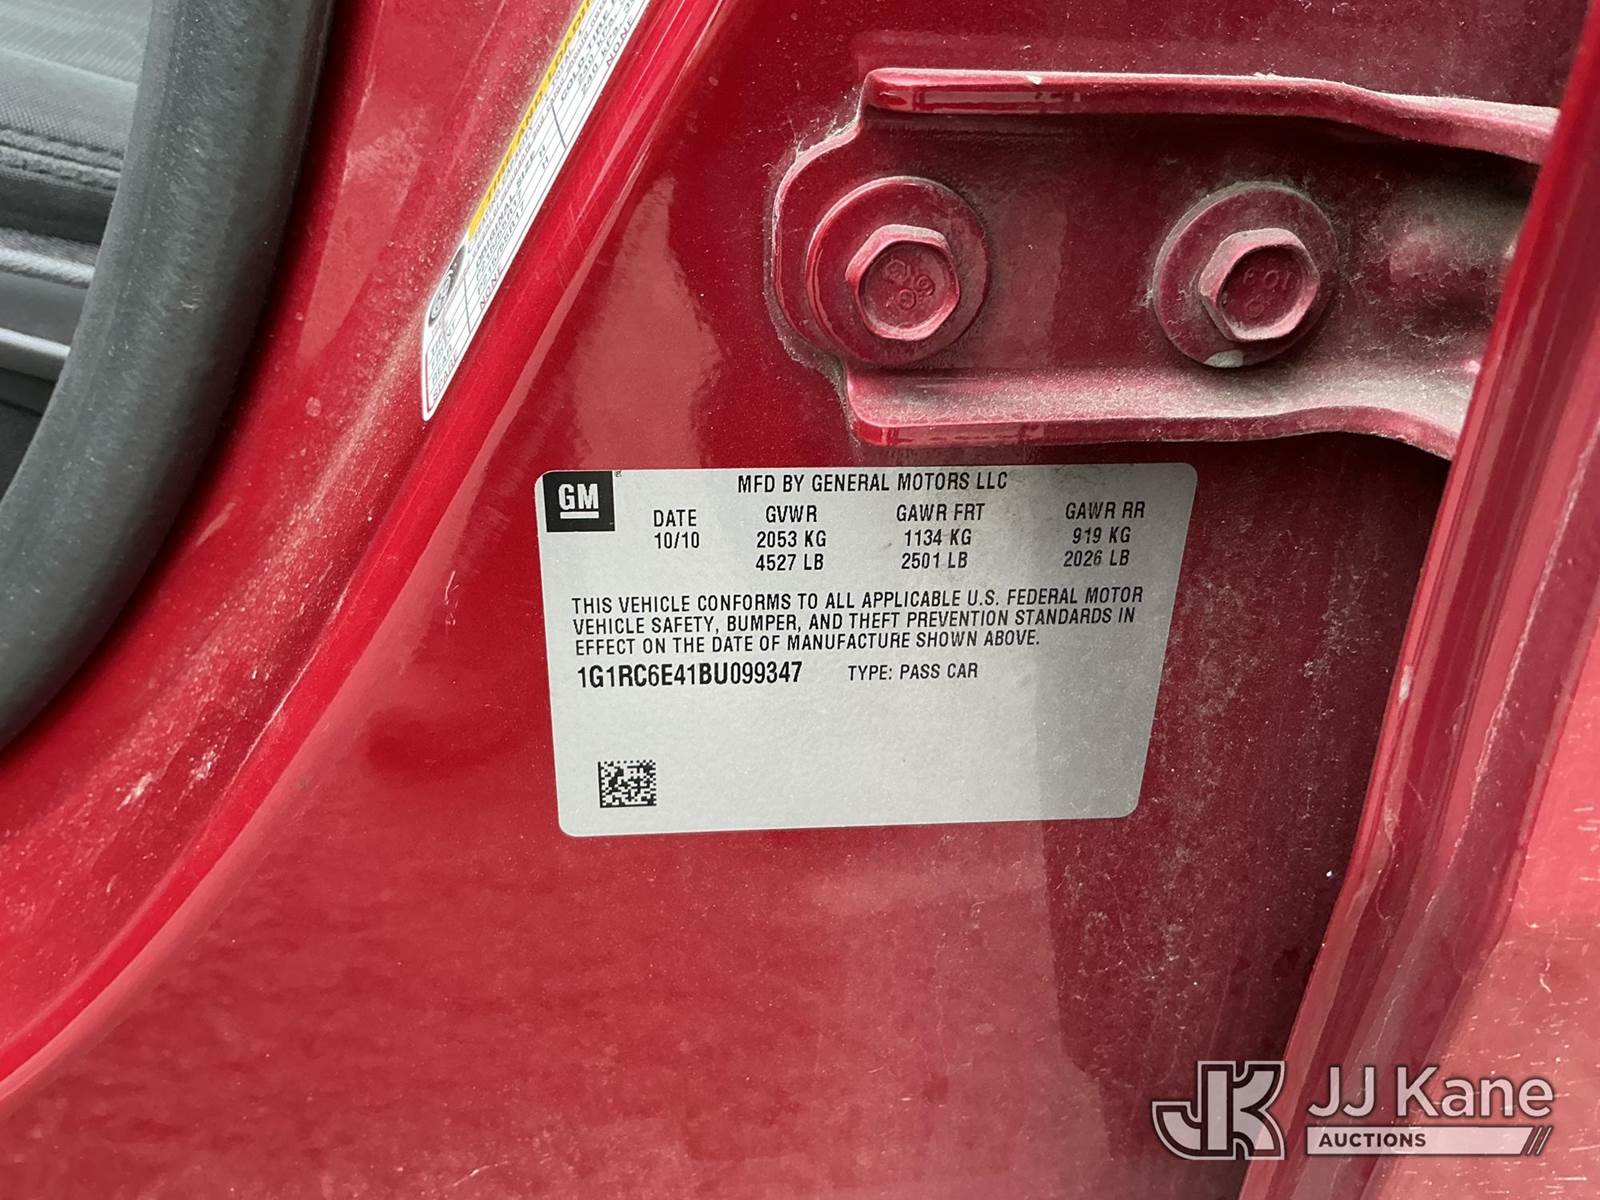 GM
MFD BY GENERAL MOTORS LLC
DATE GVWR GAWR FRT GAWR RR
10/10 2053 KG 1134 KG 919 KG
4527 LB 2501 LB 2026 LB
THIS VEHICLE CONFORMS TO ALL APPLICABLE U.S. FEDERAL MOTOR
VEHICLE SAFETY, BUMPER, AND THEFT PREVENTION STANDARDS IN
EFFECT ON THE DATE OF MANUFACTURE SHOWN ABOVE.
1G1RC6E41BU099347 TYPE: PASS CAR
JK JJ Kane
AUCTIONS